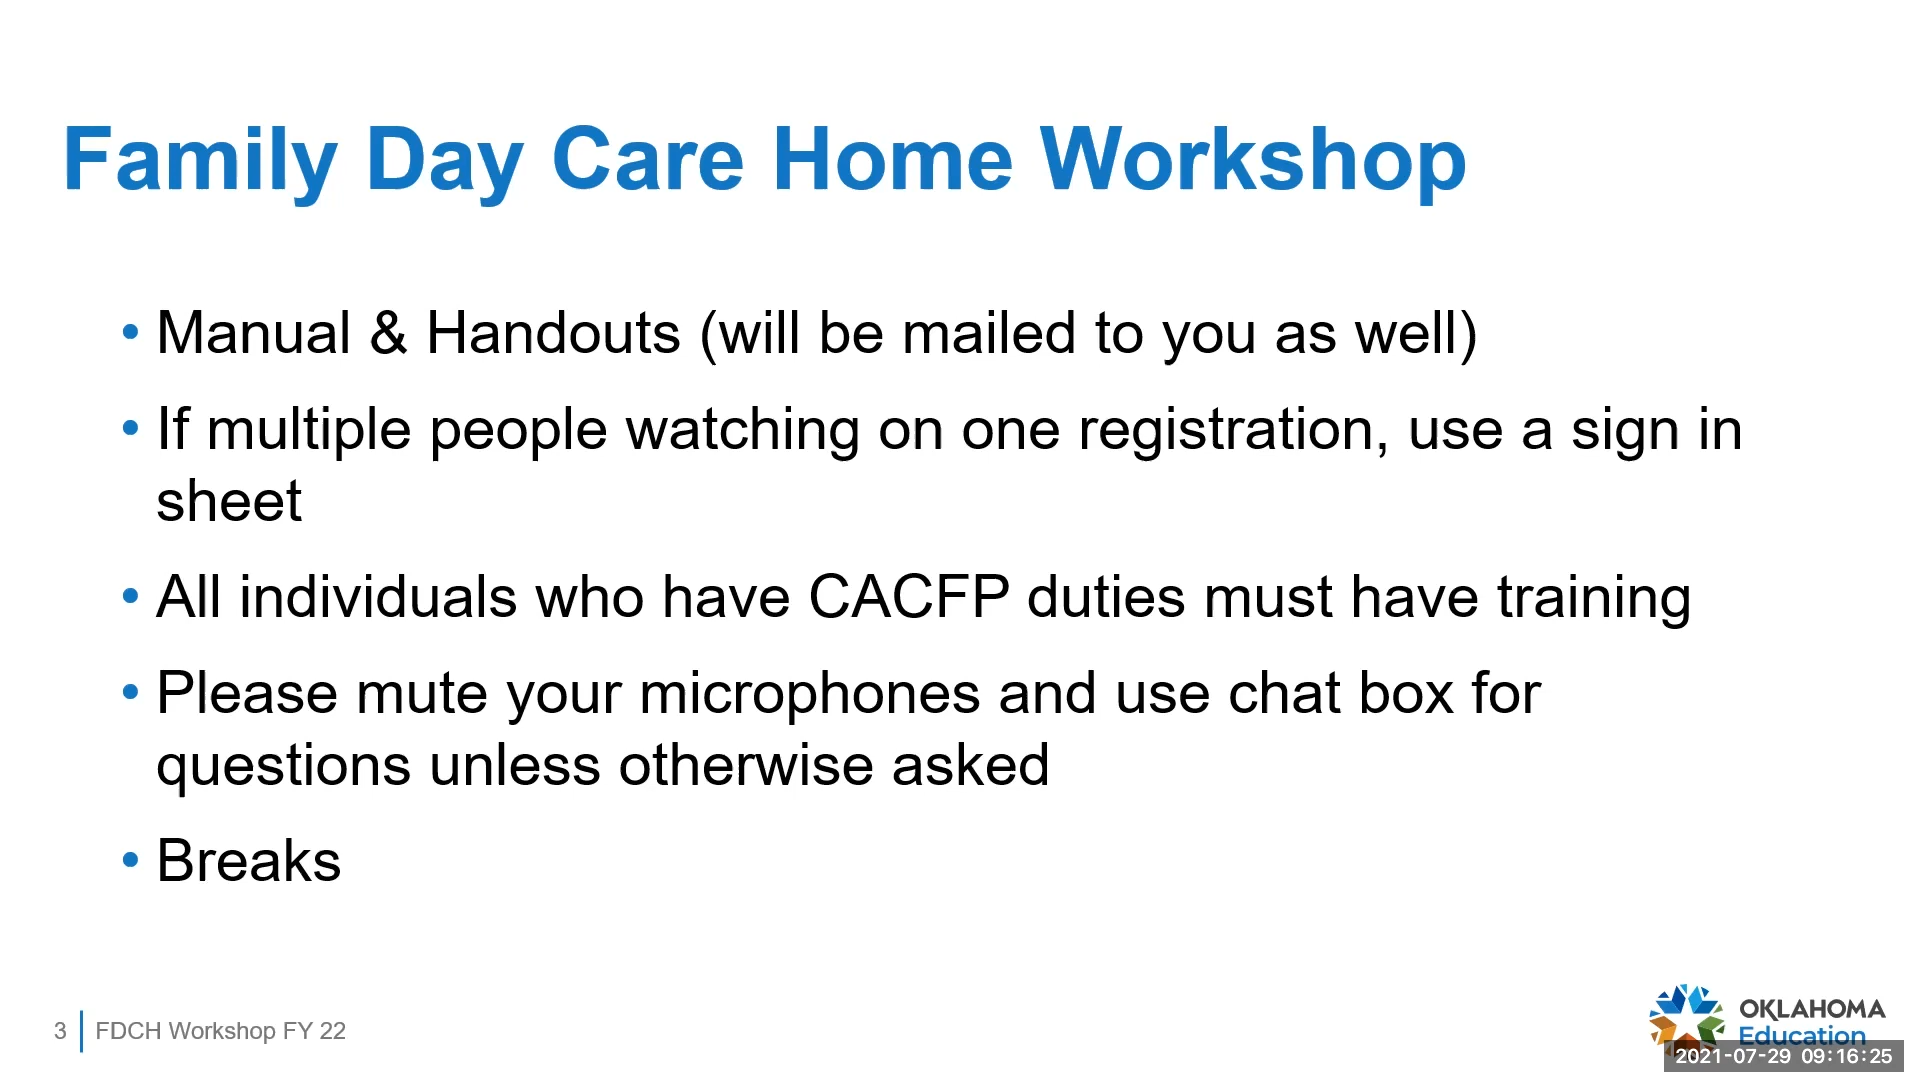 Family Day Care Home Workshop
• Manual & Handouts (will be mailed to you as well)
• If multiple people watching on one registration, use a sign in
sheet
• All individuals who have CACFP duties must have training
• Please mute your microphones and use chat box for
questions unless otherwise asked
• Breaks
3 | FDCH Workshop FY 22
OKLAHOMA
Education
2021-07-29 09:16:25